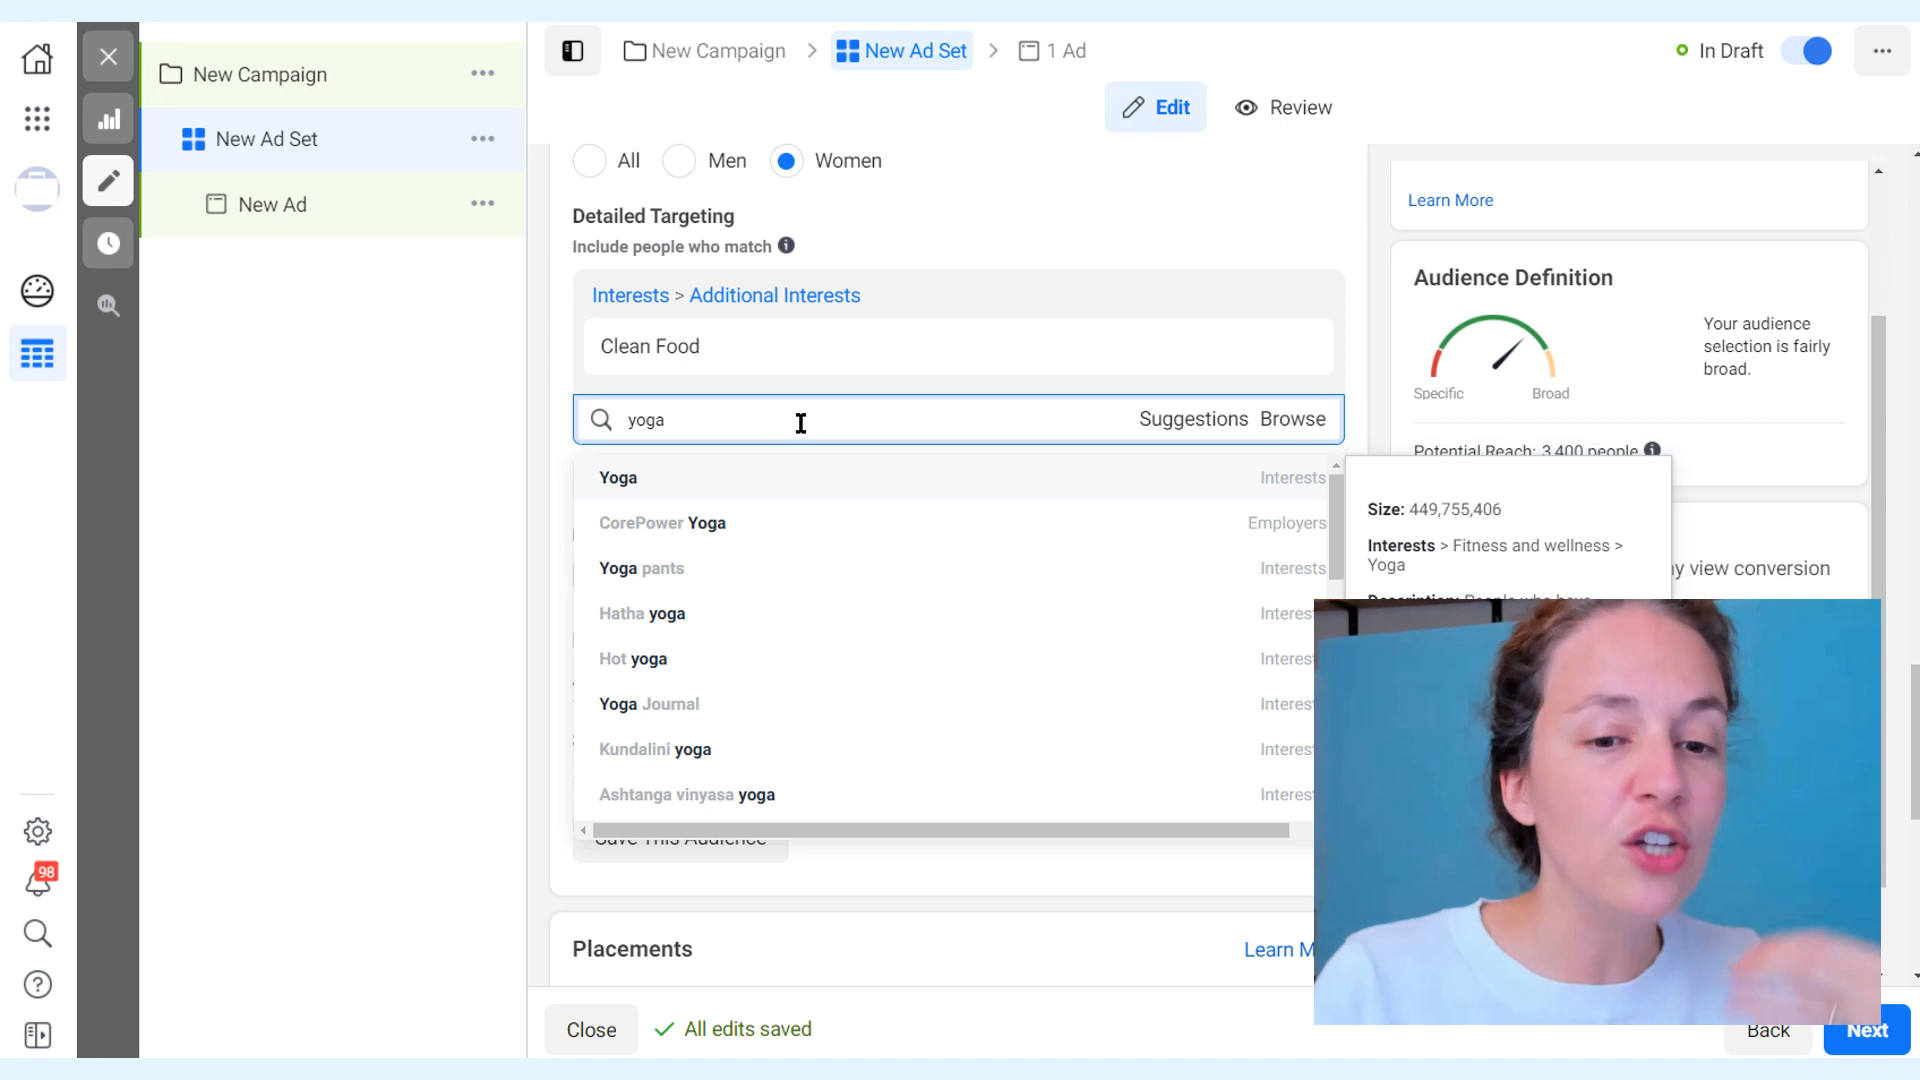 New Campaign
New Ad Set
New Ad
New Campaign > New Ad Set > 1 Ad
In Draft
Edit
Review
All
Men
Women
Detailed Targeting
Include people who match
Interests > Additional Interests
Clean Food
yoga
Suggestions Browse
Yoga Interests
CorePower Yoga Employers
Yoga pants Interests
Hatha yoga Interest
Hot yoga Interest
Yoga Journal Interest
Kundalini yoga Interest
Ashtanga vinyasa yoga Interest
Save This Audience
Placements
Learn M
Close
All edits saved
Back
Next
Learn More
Audience Definition
Specific
Broad
Your audience
selection is fairly
broad.
Potential Reach: 3,400 people
Size: 449,755,406
Interests > Fitness and wellness >
Yoga
Description: People who have
y view conversion
98